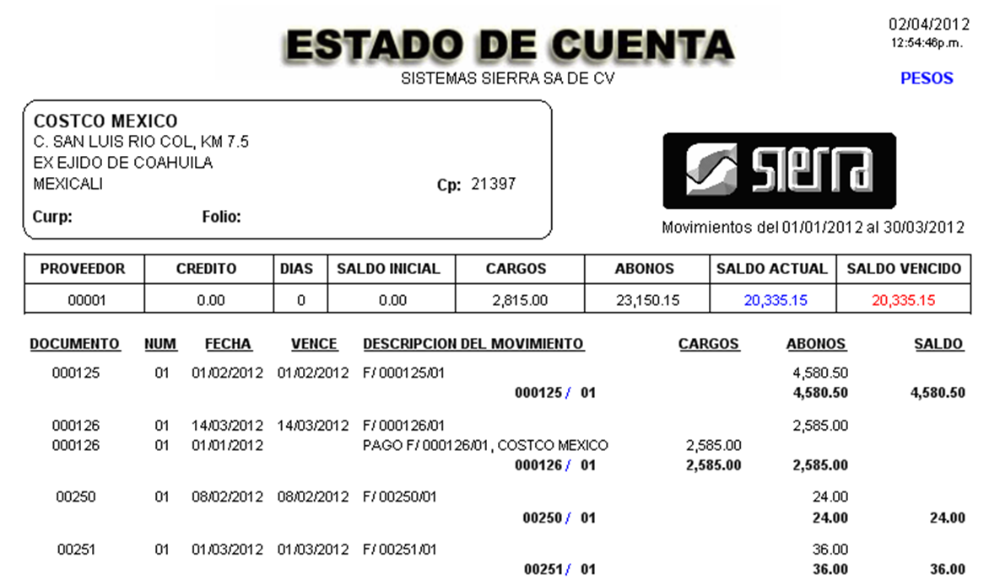 02/04/2012
12:54:46p.m.
ESTADO DE CUENTA
SISTEMAS SIERRA SA DE CV
PESOS
COSTCO MEXICO
C. SAN LUIS RIO COL, KM 7.5
EX EJIDO DE COAHUILA
MEXICALI Cp: 21397
Curp: Folio:
sierra
Movimientos del 01/01/2012 al 30/03/2012
PROVEEDOR CREDITO DIAS SALDO INICIAL CARGOS ABONOS SALDO ACTUAL SALDO VENCIDO
00001 0.00 0 0.00 2,815.00 23,150.15 20,335.15 20,335.15
DOCUMENTO NUM FECHA VENCE DESCRIPCION DEL MOVIMIENTO CARGOS ABONOS SALDO
000125 01 01/02/2012 01/02/2012 F/ 000125/01 4,580.50
000125 / 01 4,580.50 4,580.50
000126 01 14/03/2012 14/03/2012 F/ 000126/01 2,585.00
000126 01 01/01/2012 PAGO F/ 000126/01, COSTCO MEXICO 2,585.00
000126 / 01 2,585.00 2,585.00
00250 01 08/02/2012 08/02/2012 F/ 00250/01 24.00
00250 / 01 24.00 24.00
00251 01 01/03/2012 01/03/2012 F/ 00251/01 36.00
00251 / 01 36.00 36.00